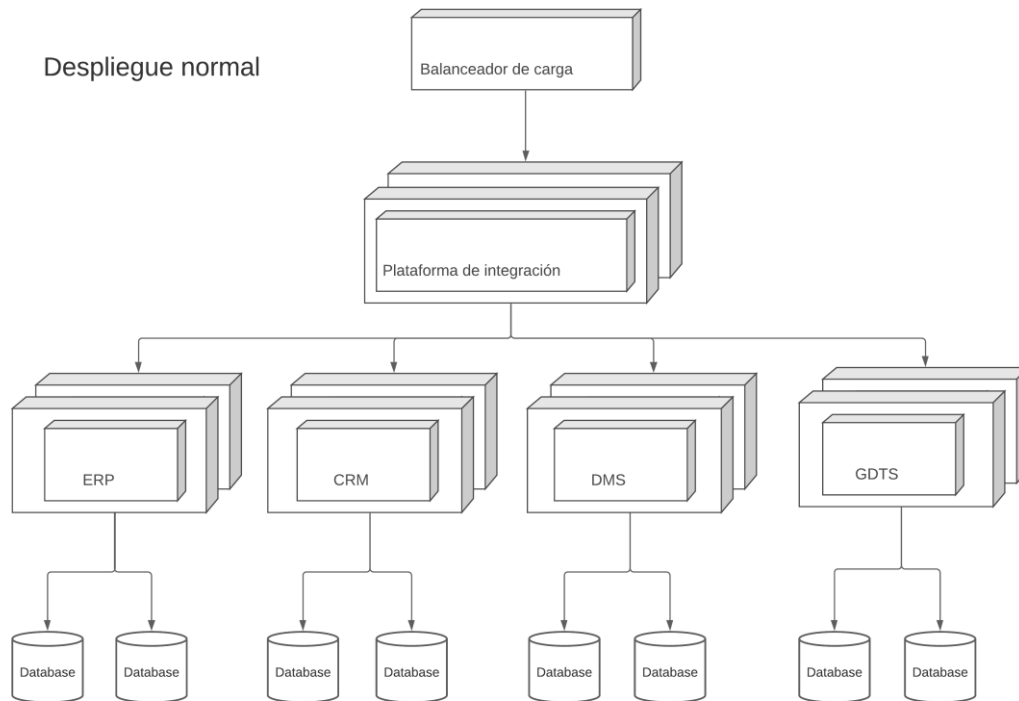 Despliegue normal
Balanceador de carga
Plataforma de integración
ERP
CRM
DMS
GDTS
Database
Database
Database
Database
Database
Database
Database
Database